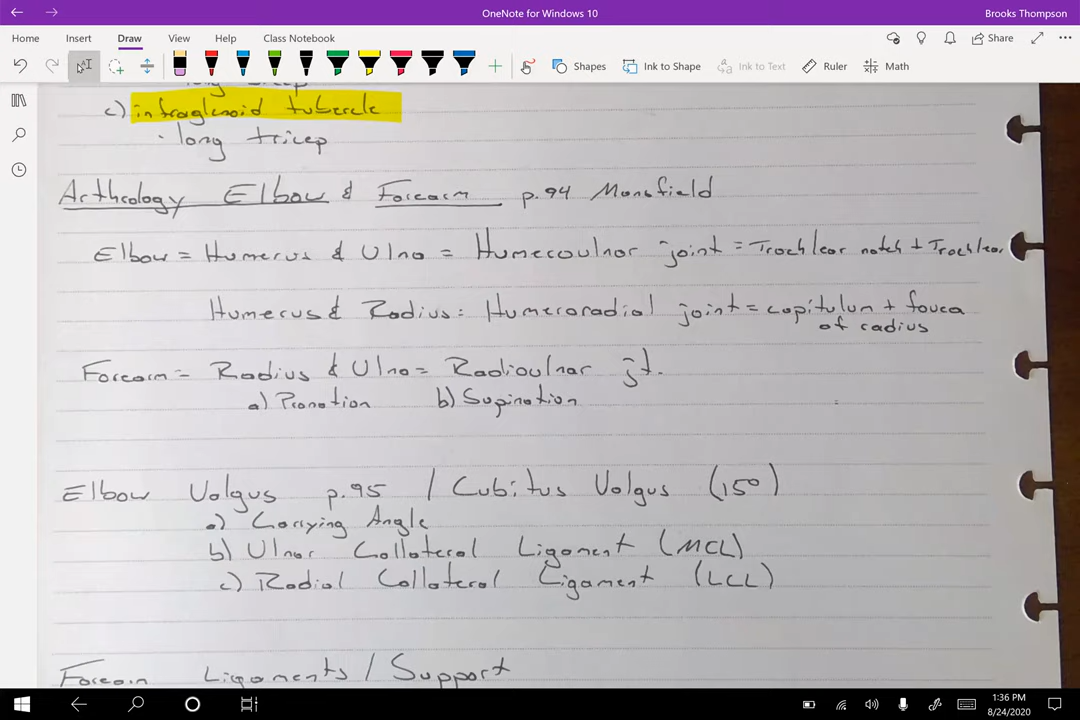 OneNote for Windows 10
Brooks Thompson
Home Insert Draw View Help Class Notebook
Share
Shapes Ink to Shape Ink to Text Ruler Math
c) infraglenoid tubercle
· long tricep
Arthrology Elbow & Forearm p.94 Mansfield
Elbow = Humerus & Ulna = Humeroulnar joint = Trochlear notch + Trochlear
Humerus & Radius = Humeroradial joint = capitulum + fovea
of radius
Forearm = Radius & Ulna = Radioulnar jt.
a) Pronation b) Supination
Elbow Valgus p.95 / Cubitus Valgus (15°)
a) Carrying Angle
b) Ulnar Collateral Ligament (MCL)
c) Radial Collateral Ligament (LCL)
Forearm Ligaments / Support
1:36 PM
8/24/2020